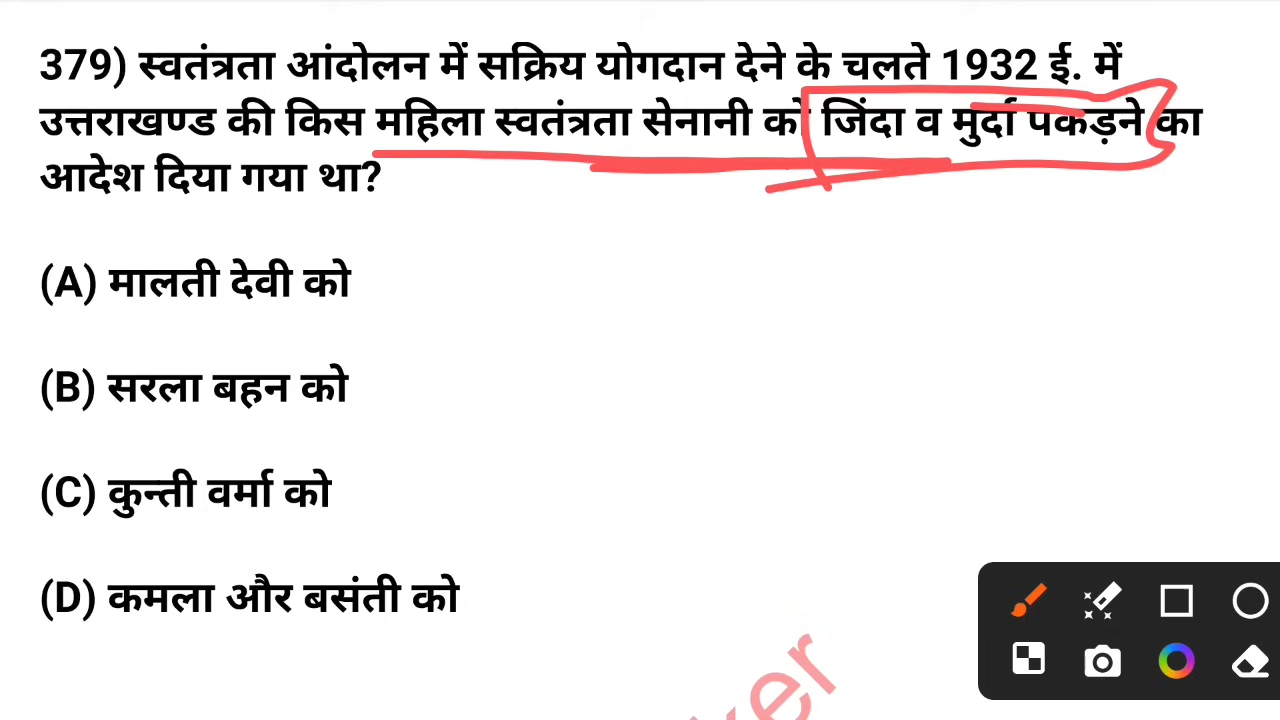 379) स्वतंत्रता आंदोलन में सक्रिय योगदान देने के चलते 1932 ई. में
उत्तराखण्ड की किस महिला स्वतंत्रता सेनानी को जिंदा व मुर्दा पकड़ने का
आदेश दिया गया था?
(A) मालती देवी को
(B) सरला बहन को
(C) कुन्ती वर्मा को
(D) कमला और बसंती को